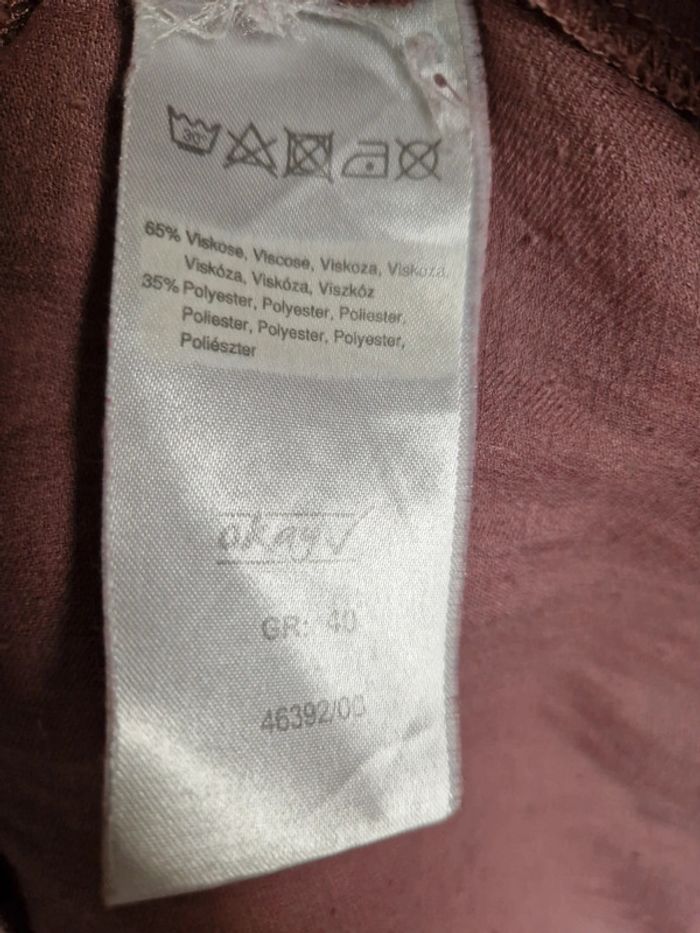 30°
65% Viskose, Viscose, Viskoza, Viskoza,
Viskóza, Viskóza, Viszkóz
35% Polyester, Polyester, Poliester,
Poliester, Polyester, Polyester,
Poliészter
okay
GR: 40
46392/00